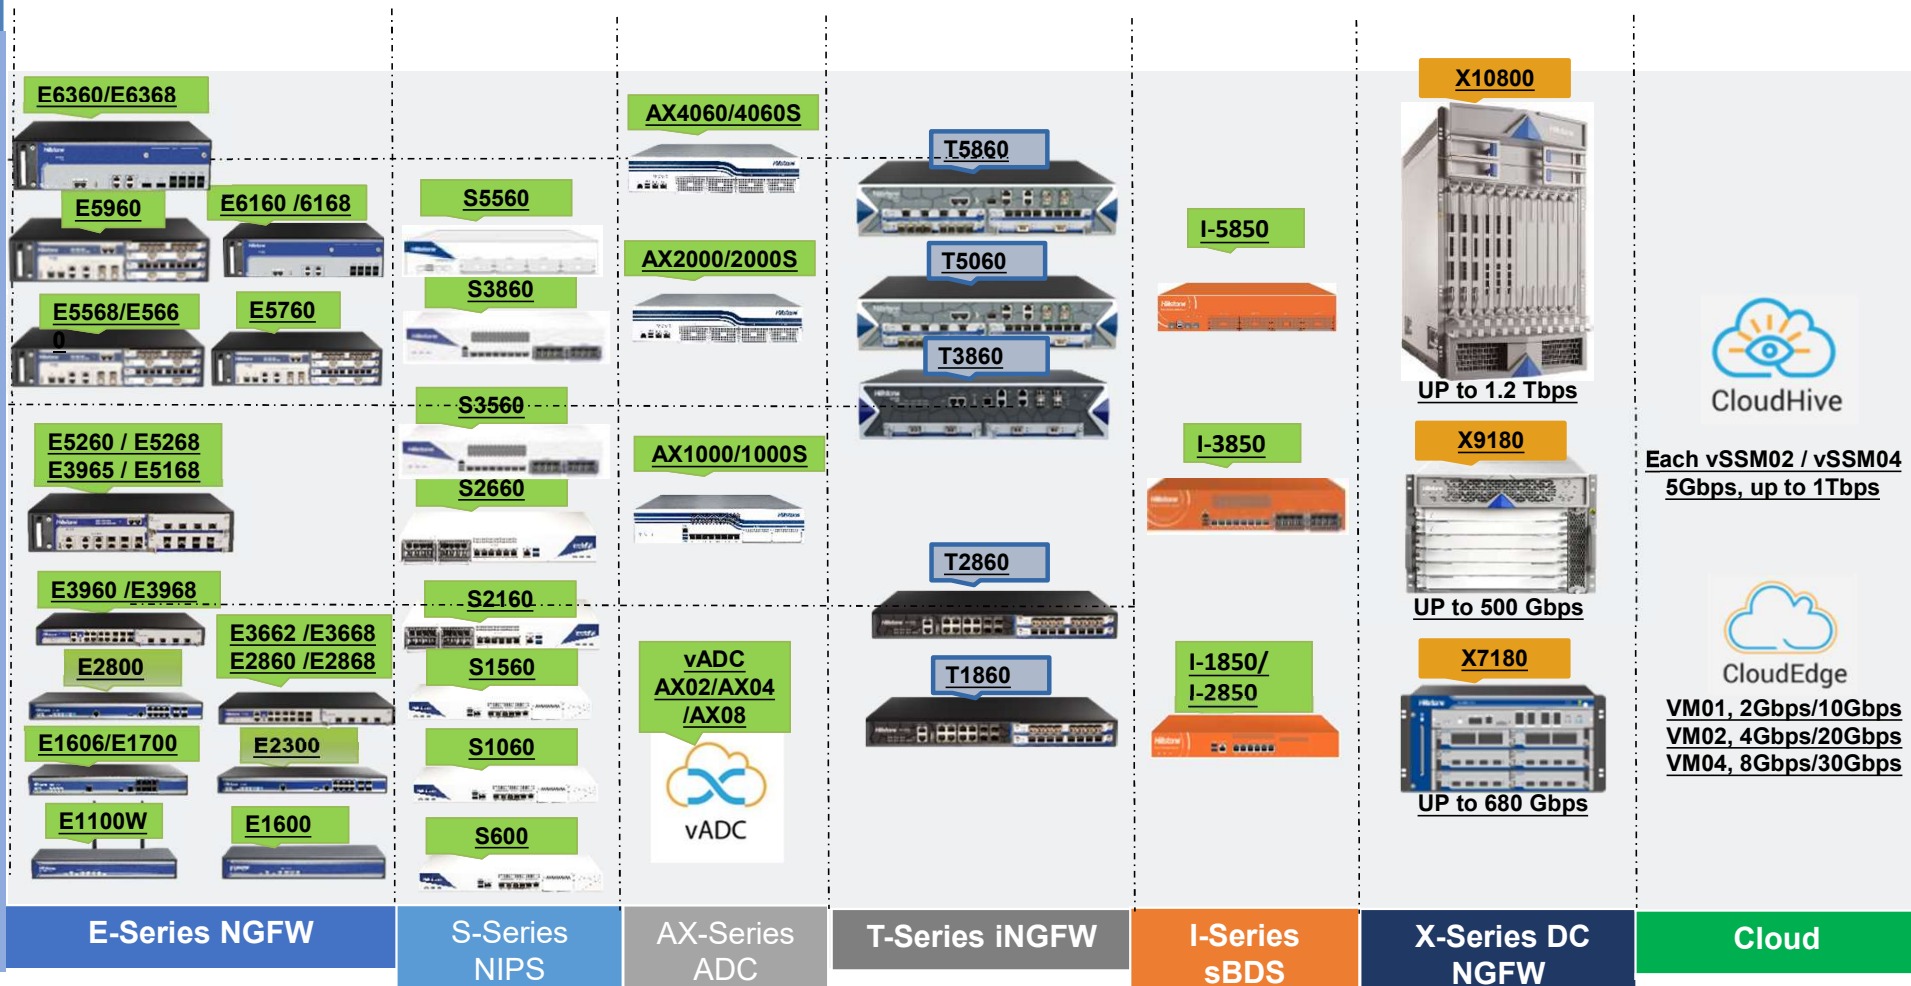 E6360/E6368
E5960
E6160 /6168
E5568/E566
0
E5760
E5260 / E5268
E3965 / E5168
E3960 /E3968
E3662 /E3668
E2860 /E2868
E2800
E1606/E1700
E2300
E1100W
E1600
E-Series NGFW
S5560
S3860
S3560
S2660
S2160
S1560
S1060
S600
S-Series
NIPS
AX4060/4060S
AX2000/2000S
AX1000/1000S
vADC
AX02/AX04
/AX08
vADC
AX-Series
ADC
T5860
T5060
T3860
T2860
T1860
T-Series iNGFW
I-5850
I-3850
I-1850/
I-2850
I-Series
sBDS
X10800
UP to 1.2 Tbps
X9180
UP to 500 Gbps
X7180
UP to 680 Gbps
X-Series DC
NGFW
CloudHive
Each vSSM02 / vSSM04
5Gbps, up to 1Tbps
CloudEdge
VM01, 2Gbps/10Gbps
VM02, 4Gbps/20Gbps
VM04, 8Gbps/30Gbps
Cloud